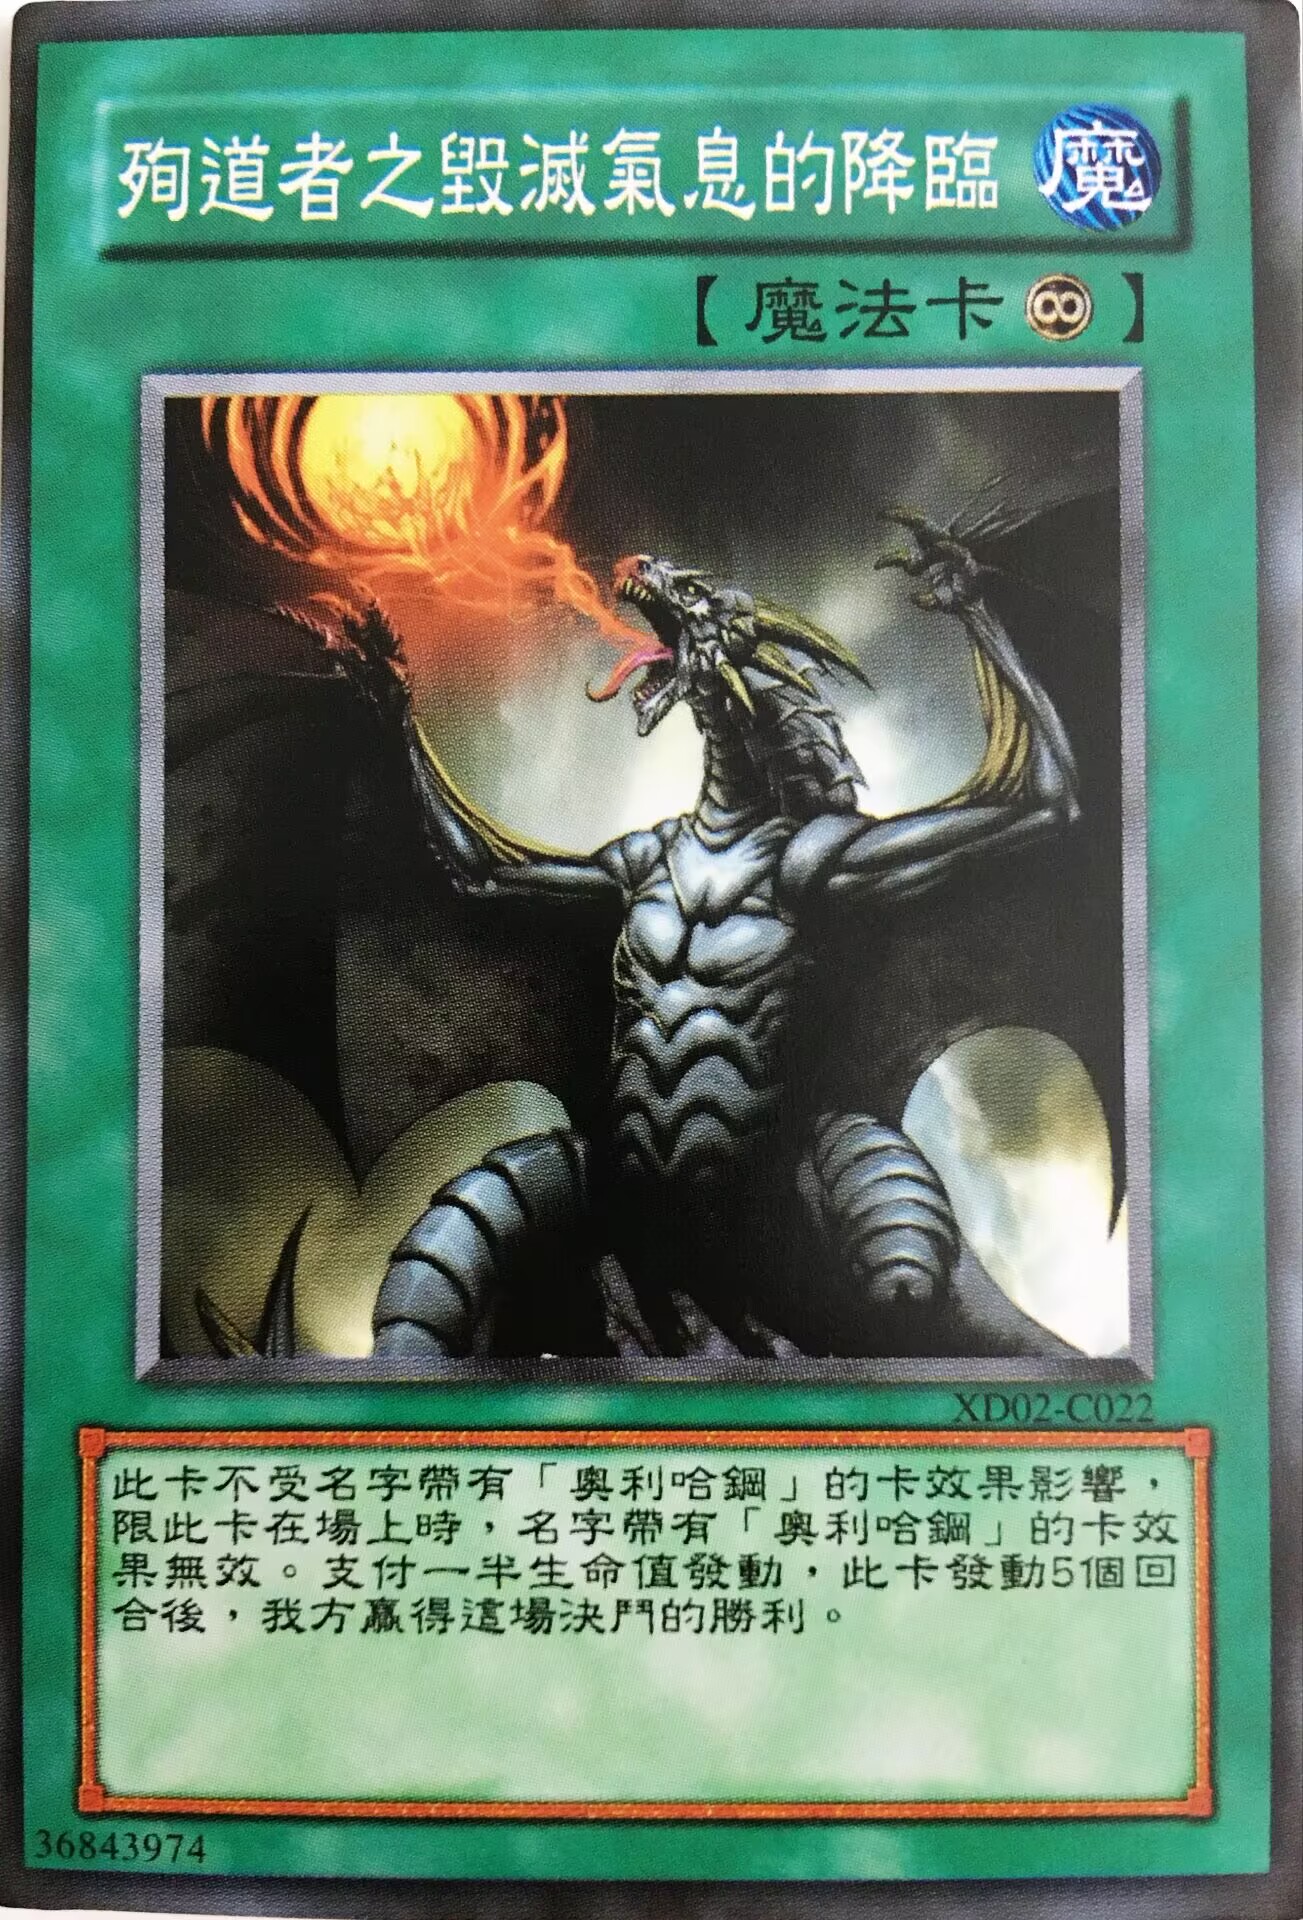 殉道者之毀滅氣息的降臨 魔
【魔法卡∞】
XD02-C022
此卡不受名字帶有「奧利哈鋼」的卡效果影響，
限此卡在場上時，名字帶有「奧利哈鋼」的卡效
果無效。支付一半生命值發動，此卡發動5個回
合後，我方贏得這場決鬥的勝利。
36843974